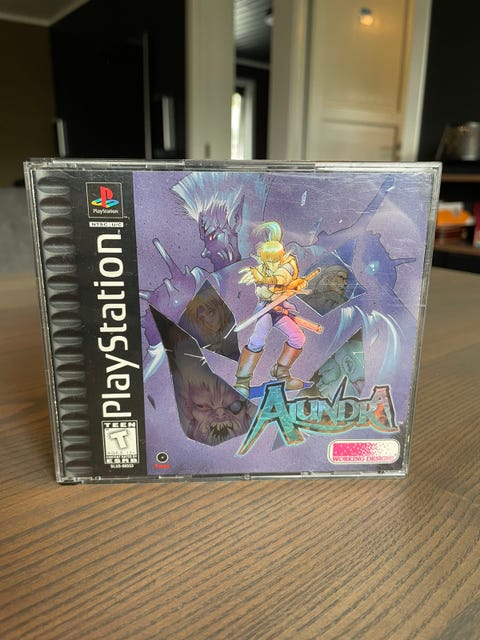 PlayStation
NTSC U/C
PlayStation
TEEN
T
ESRB
SLUS-00553
ALUNDRA
WORKING DESIGNS